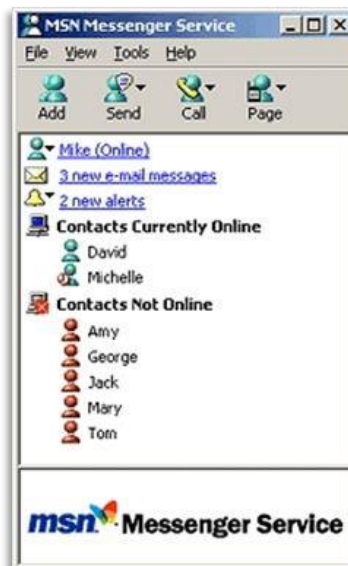 MSN Messenger Service
File View Tools Help
Add Send Call Page
Mike (Online)
3 new e-mail messages
2 new alerts
Contacts Currently Online
David
Michelle
Contacts Not Online
Amy
George
Jack
Mary
Tom
msn Messenger Service